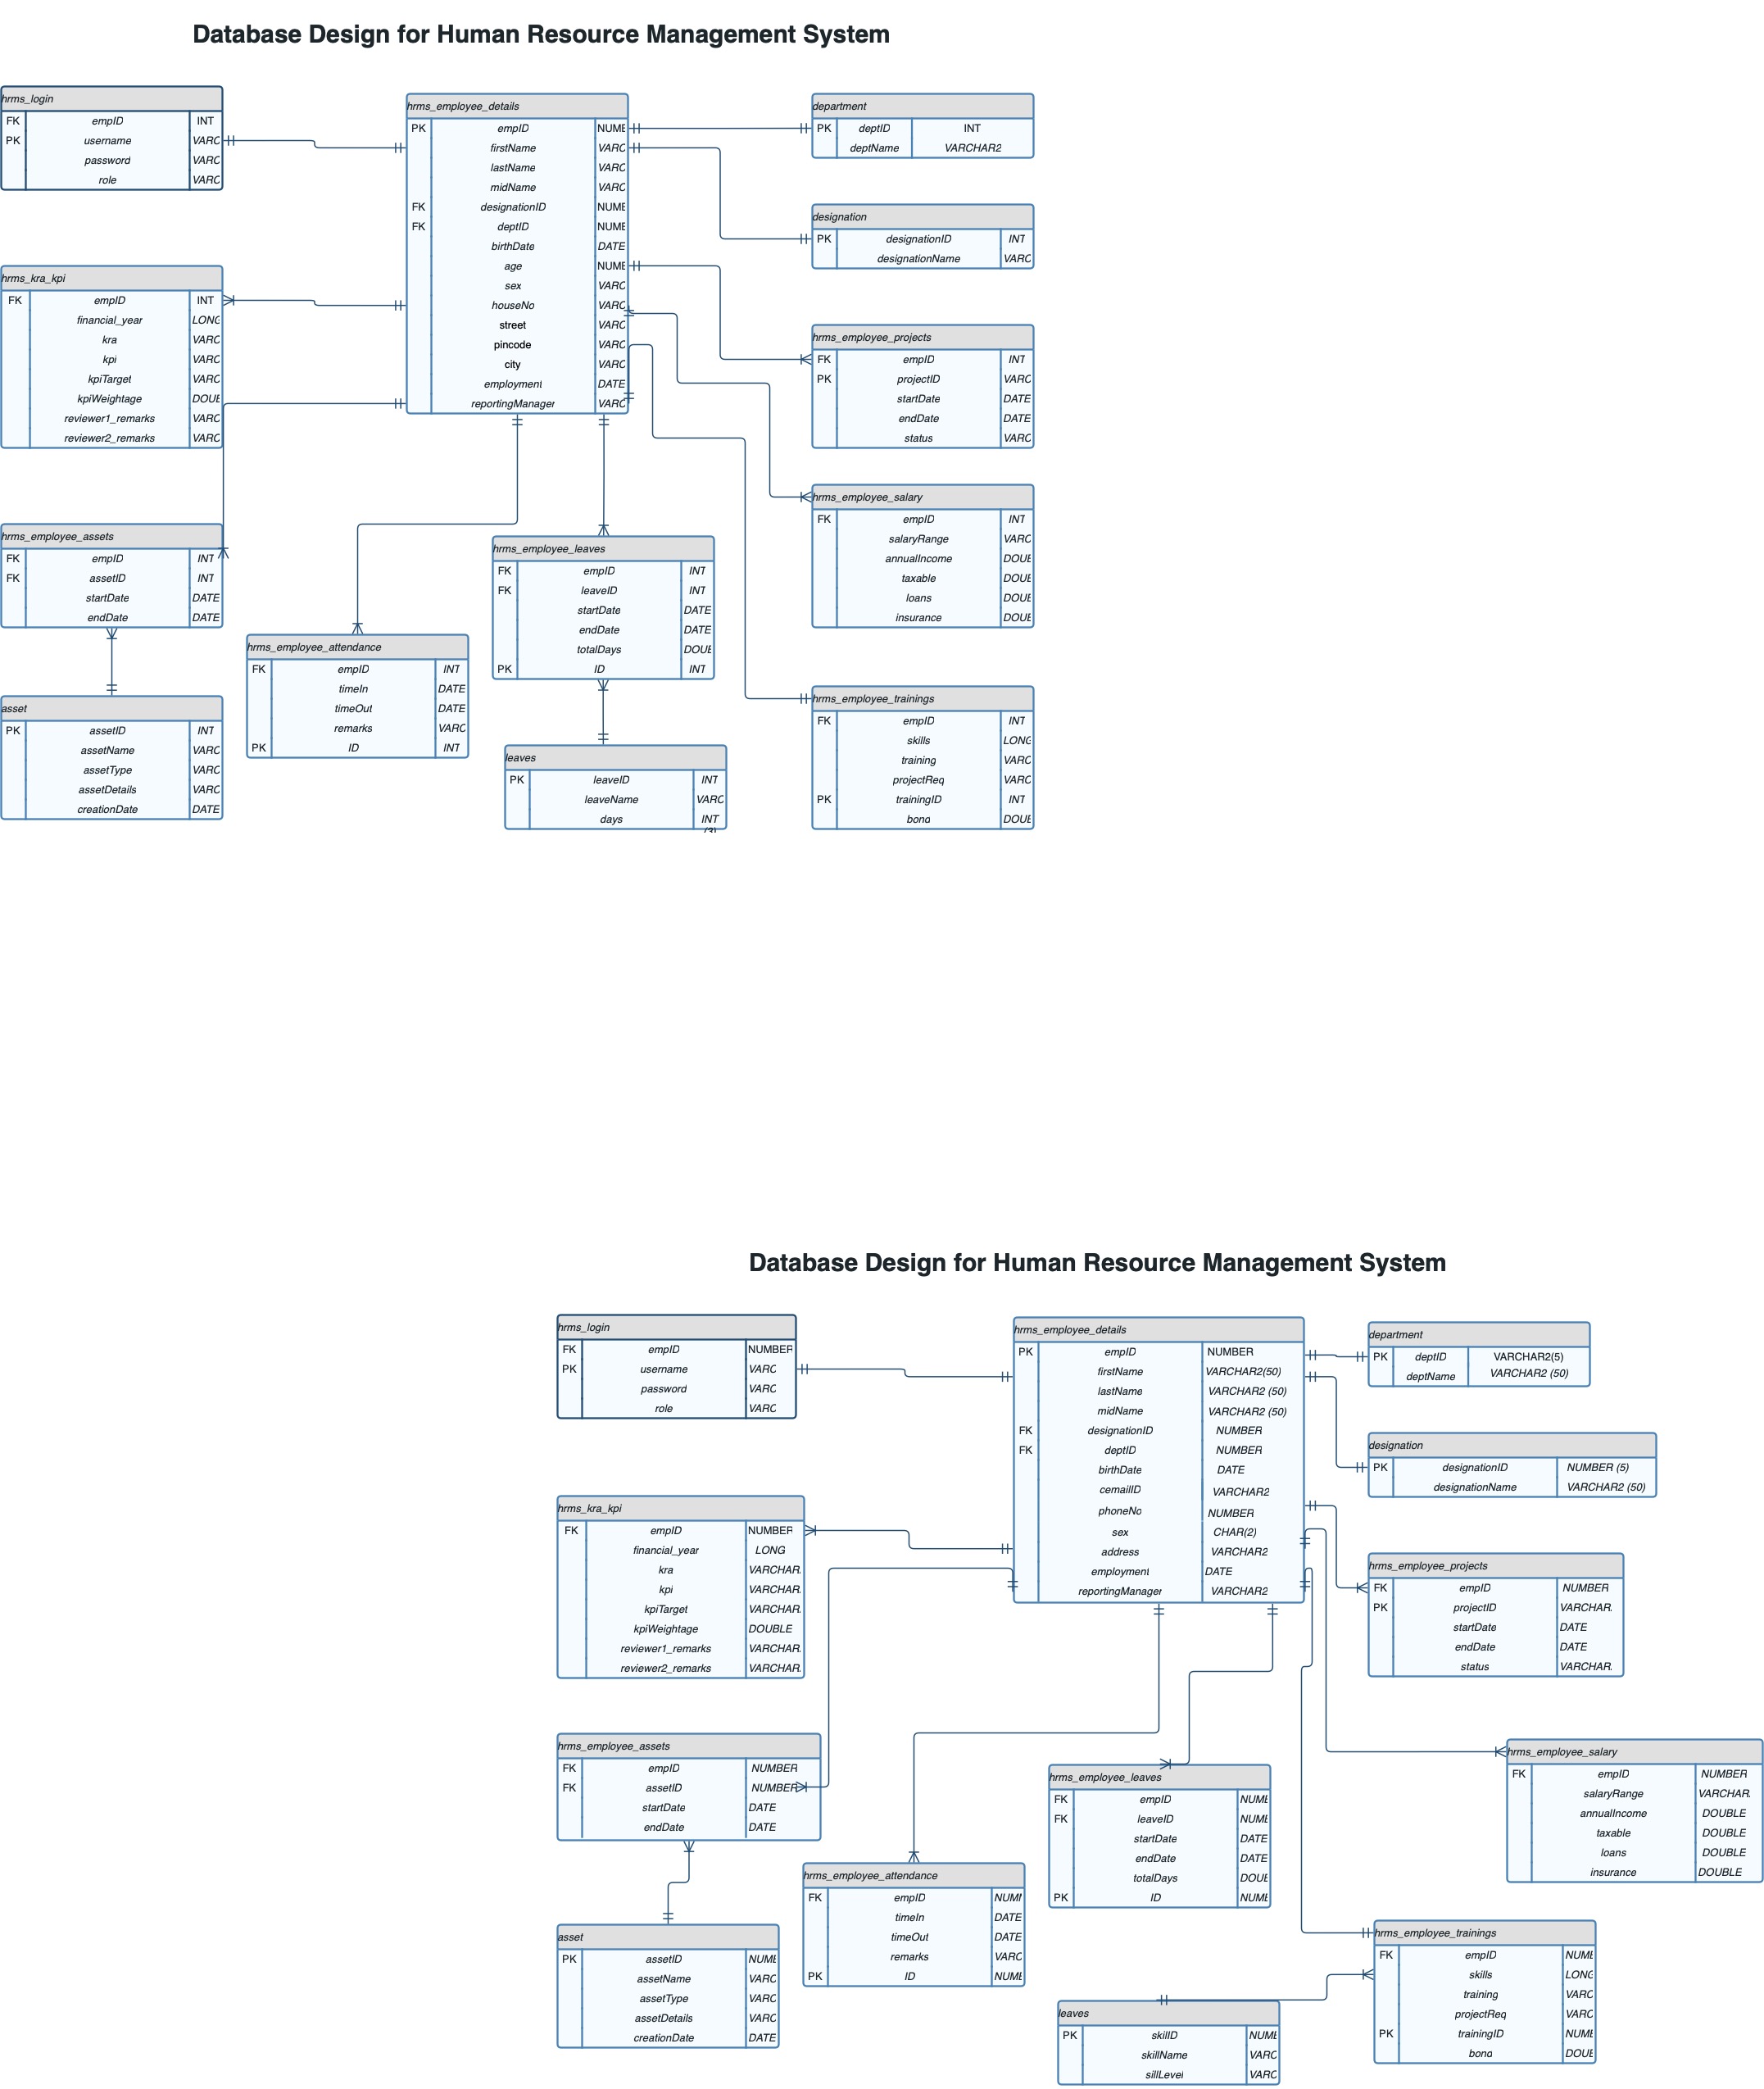 Database Design for Human Resource Management System
hrms_login
FK empID INT
PK username VARC
password VARC
role VARC
hrms_employee_details
PK empID NUME
firstName VARC
lastName VARC
midName VARC
FK designationID NUME
FK deptID NUME
birthDate DATE
age NUME
sex VARC
houseNo VARC
street VARC
pincode VARC
city VARC
employment DATE
reportingManager VARC
department
PK deptID INT
deptName VARCHAR2
designation
PK designationID INT
designationName VARC
hrms_kra_kpi
FK empID INT
financial_year LONG
kra VARC
kpi VARC
kpiTarget VARC
kpiWeightage DOUE
reviewer1_remarks VARC
reviewer2_remarks VARC
hrms_employee_projects
FK empID INT
PK projectID VARC
startDate DATE
endDate DATE
status VARC
hrms_employee_salary
FK empID INT
salaryRange VARC
annualIncome DOUE
taxable DOUE
loans DOUE
insurance DOUE
hrms_employee_assets
FK empID INT
FK assetID INT
startDate DATE
endDate DATE
hrms_employee_leaves
FK empID INT
FK leaveID INT
startDate DATE
endDate DATE
totalDays DOUE
PK ID INT
hrms_employee_attendance
FK empID INT
timeIn DATE
timeOut DATE
remarks VARC
PK ID INT
asset
PK assetID INT
assetName VARC
assetType VARC
assetDetails VARC
creationDate DATE
leaves
PK leaveID INT
leaveName VARC
days INT
(3)
hrms_employee_trainings
FK empID INT
skills LONG
training VARC
projectReq VARC
PK trainingID INT
bond DOUE
Database Design for Human Resource Management System
hrms_login
FK empID NUMBER
PK username VARC
password VARC
role VARC
hrms_employee_details
PK empID NUMBER
firstName VARCHAR2(50)
lastName VARCHAR2 (50)
midName VARCHAR2 (50)
FK designationID NUMBER
FK deptID NUMBER
birthDate DATE
cemailID VARCHAR2
phoneNo NUMBER
sex CHAR(2)
address VARCHAR2
employment DATE
reportingManager VARCHAR2
department
PK deptID VARCHAR2(5)
deptName VARCHAR2 (50)
designation
PK designationID NUMBER (5)
designationName VARCHAR2 (50)
hrms_kra_kpi
FK empID NUMBER
financial_year LONG
kra VARCHAR
kpi VARCHAR
kpiTarget VARCHAR
kpiWeightage DOUBLE
reviewer1_remarks VARCHAR
reviewer2_remarks VARCHAR
hrms_employee_projects
FK empID NUMBER
PK projectID VARCHAR
startDate DATE
endDate DATE
status VARCHAR
hrms_employee_assets
FK empID NUMBER
FK assetID NUMBER
startDate DATE
endDate DATE
hrms_employee_salary
FK empID NUMBER
salaryRange VARCHAR
annualIncome DOUBLE
taxable DOUBLE
loans DOUBLE
insurance DOUBLE
hrms_employee_leaves
FK empID NUME
FK leaveID NUME
startDate DATE
endDate DATE
totalDays DOUE
PK ID NUME
hrms_employee_attendance
FK empID NUMI
timeIn DATE
timeOut DATE
remarks VARC
PK ID NUME
asset
PK assetID NUME
assetName VARC
assetType VARC
assetDetails VARC
creationDate DATE
hrms_employee_trainings
FK empID NUME
skills LONG
training VARC
projectReq VARC
PK trainingID NUME
bond DOUE
leaves
PK skillID NUME
skillName VARC
sillLevel VARC